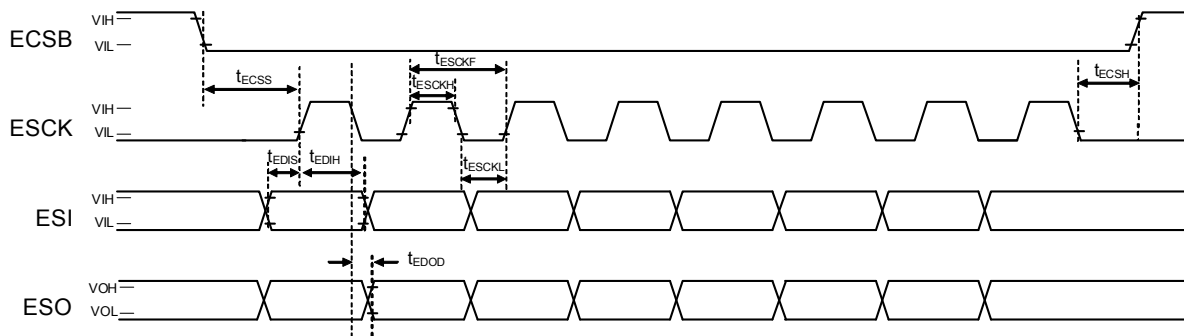 VIH
ECSB
VIL
tECSS
tESCKF
tESCKH
tECSH
VIH
ESCK
VIL
tEDIS
tEDIH
tESCKL
VIH
ESI
VIL
tEDOD
VOH
ESO
VOL